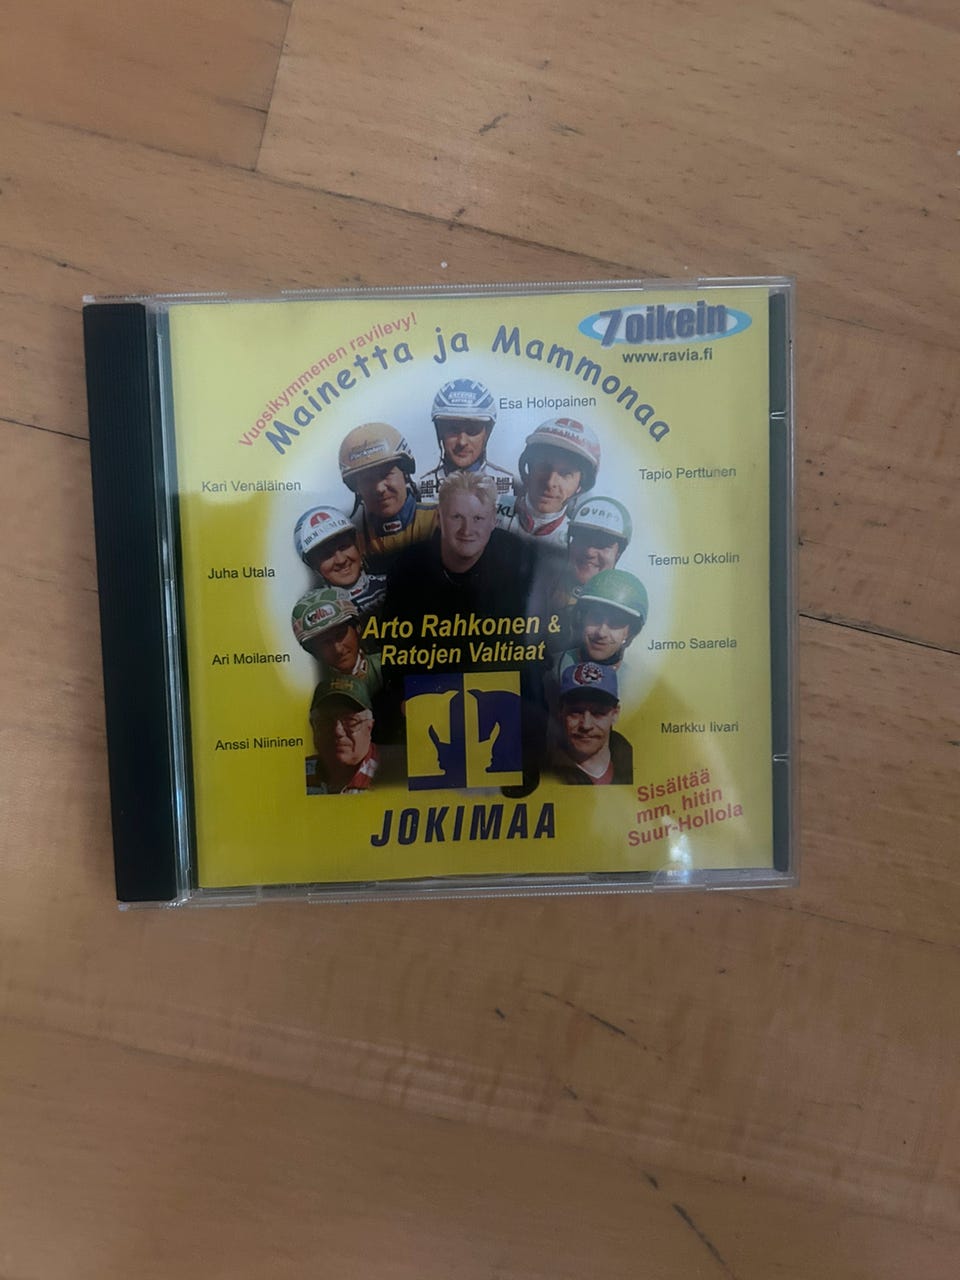 Vuosikymmenen ravilevy!
Mainetta ja Mammonaa
7oikein
www.ravia.fi
Esa Holopainen
Kari Venäläinen
Tapio Perttunen
Juha Utala
Teemu Okkolin
Arto Rahkonen &
Ratojen Valtiaat
Ari Moilanen
Jarmo Saarela
Anssi Niininen
Markku Iivari
JOKIMAA
Sisältää
mm. hitin
Suur-Hollola